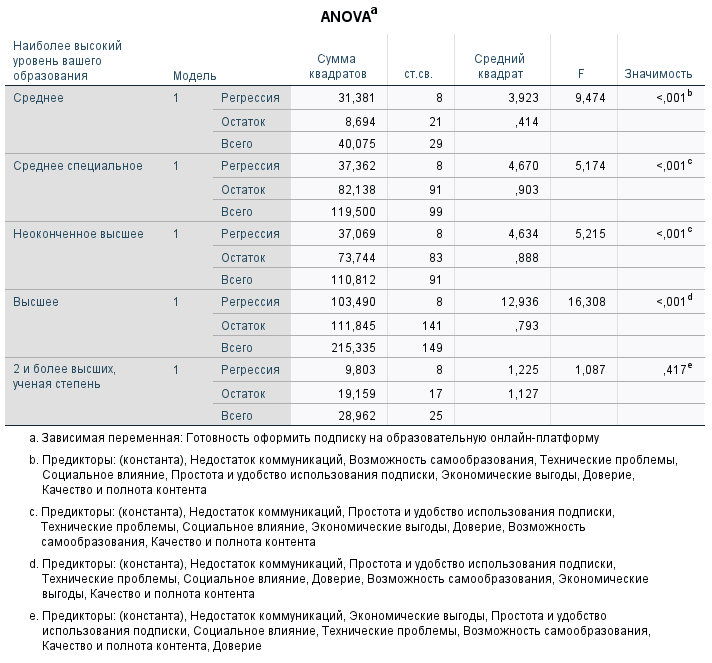 ANOVAa
Наиболее высокий уровень вашего образования Модель Сумма квадратов ст.св. Средний квадрат F Значимость
Среднее 1 Регрессия 31,381 8 3,923 9,474 <,001b
Остаток 8,694 21 ,414
Всего 40,075 29
Среднее специальное 1 Регрессия 37,362 8 4,670 5,174 <,001c
Остаток 82,138 91 ,903
Всего 119,500 99
Неоконченное высшее 1 Регрессия 37,069 8 4,634 5,215 <,001c
Остаток 73,744 83 ,888
Всего 110,812 91
Высшее 1 Регрессия 103,490 8 12,936 16,308 <,001d
Остаток 111,845 141 ,793
Всего 215,335 149
2 и более высших, ученая степень 1 Регрессия 9,803 8 1,225 1,087 ,417e
Остаток 19,159 17 1,127
Всего 28,962 25
a. Зависимая переменная: Готовность оформить подписку на образовательную онлайн-платформу
b. Предикторы: (константа), Недостаток коммуникаций, Возможность самообразования, Технические проблемы,
Социальное влияние, Простота и удобство использования подписки, Экономические выгоды, Доверие,
Качество и полнота контента
c. Предикторы: (константа), Недостаток коммуникаций, Простота и удобство использования подписки,
Технические проблемы, Социальное влияние, Экономические выгоды, Доверие, Возможность
самообразования, Качество и полнота контента
d. Предикторы: (константа), Недостаток коммуникаций, Простота и удобство использования подписки,
Технические проблемы, Социальное влияние, Доверие, Возможность самообразования, Экономические
выгоды, Качество и полнота контента
e. Предикторы: (константа), Недостаток коммуникаций, Экономические выгоды, Простота и удобство
использования подписки, Социальное влияние, Технические проблемы, Возможность самообразования,
Качество и полнота контента, Доверие